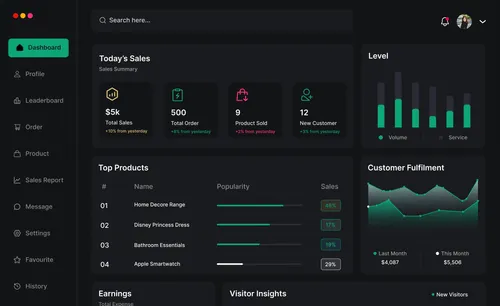 Search here...
Dashboard
Profile
Leaderboard
Order
Product
Sales Report
Message
Settings
Favourite
History
Today's Sales
Sales Summary
$5k
Total Sales
+10% from yesterday
500
Total Order
+8% from yesterday
9
Product Sold
+2% from yesterday
12
New Customer
+3% from yesterday
Level
Volume
Service
Top Products
# Name Popularity Sales
01 Home Decore Range 46%
02 Disney Princess Dress 17%
03 Bathroom Essentials 19%
04 Apple Smartwatch 29%
Customer Fulfilment
Last Month
$4,087
This Month
$5,506
Earnings
Total Expense
Visitor Insights
New Visitors